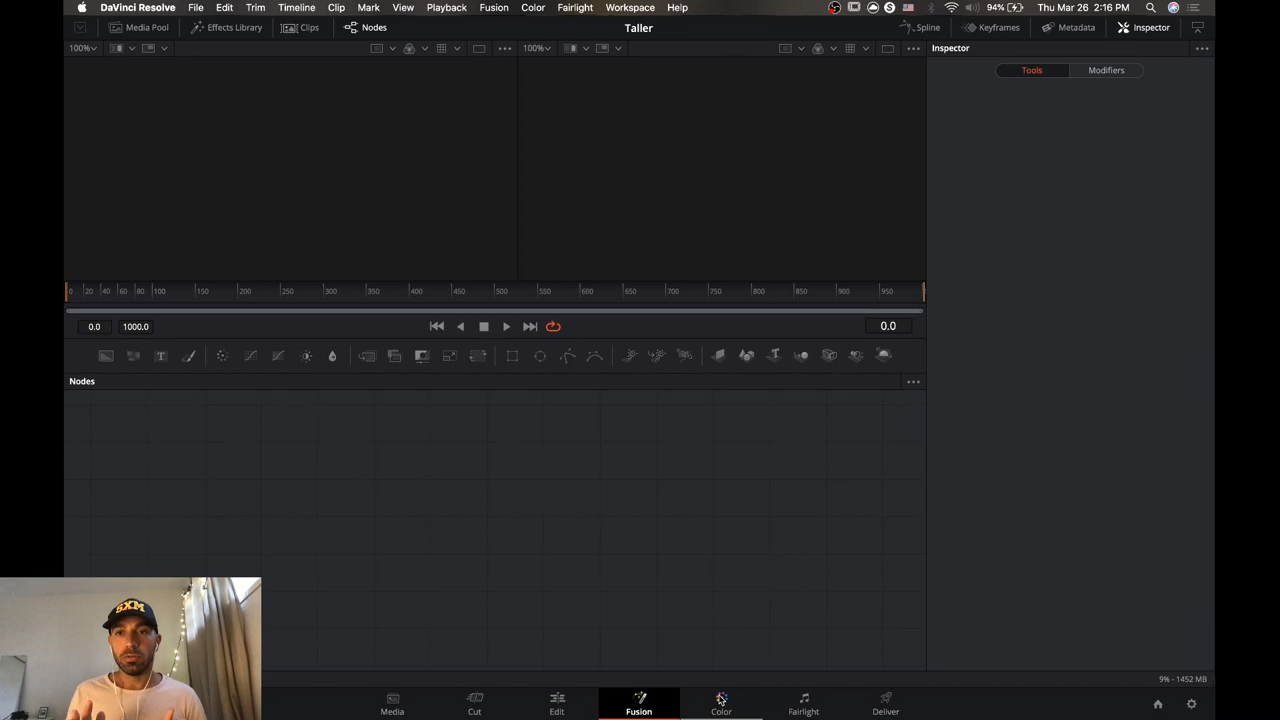 DaVinci Resolve File Edit Trim Timeline Clip Mark View Playback Fusion Color Fairlight Workspace Help 94% Thu Mar 26 2:16 PM
Media Pool Effects Library Clips Nodes Taller Spline Keyframes Metadata Inspector
100% 100% Inspector
Tools Modifiers
0 20 40 60 80 100 150 200 250 300 350 400 450 500 550 600 650 700 750 800 850 900 950
0.0 1000.0 0.0
T
Nodes
SXM
9% - 1452 MB
Media Cut Edit Fusion Color Fairlight Deliver